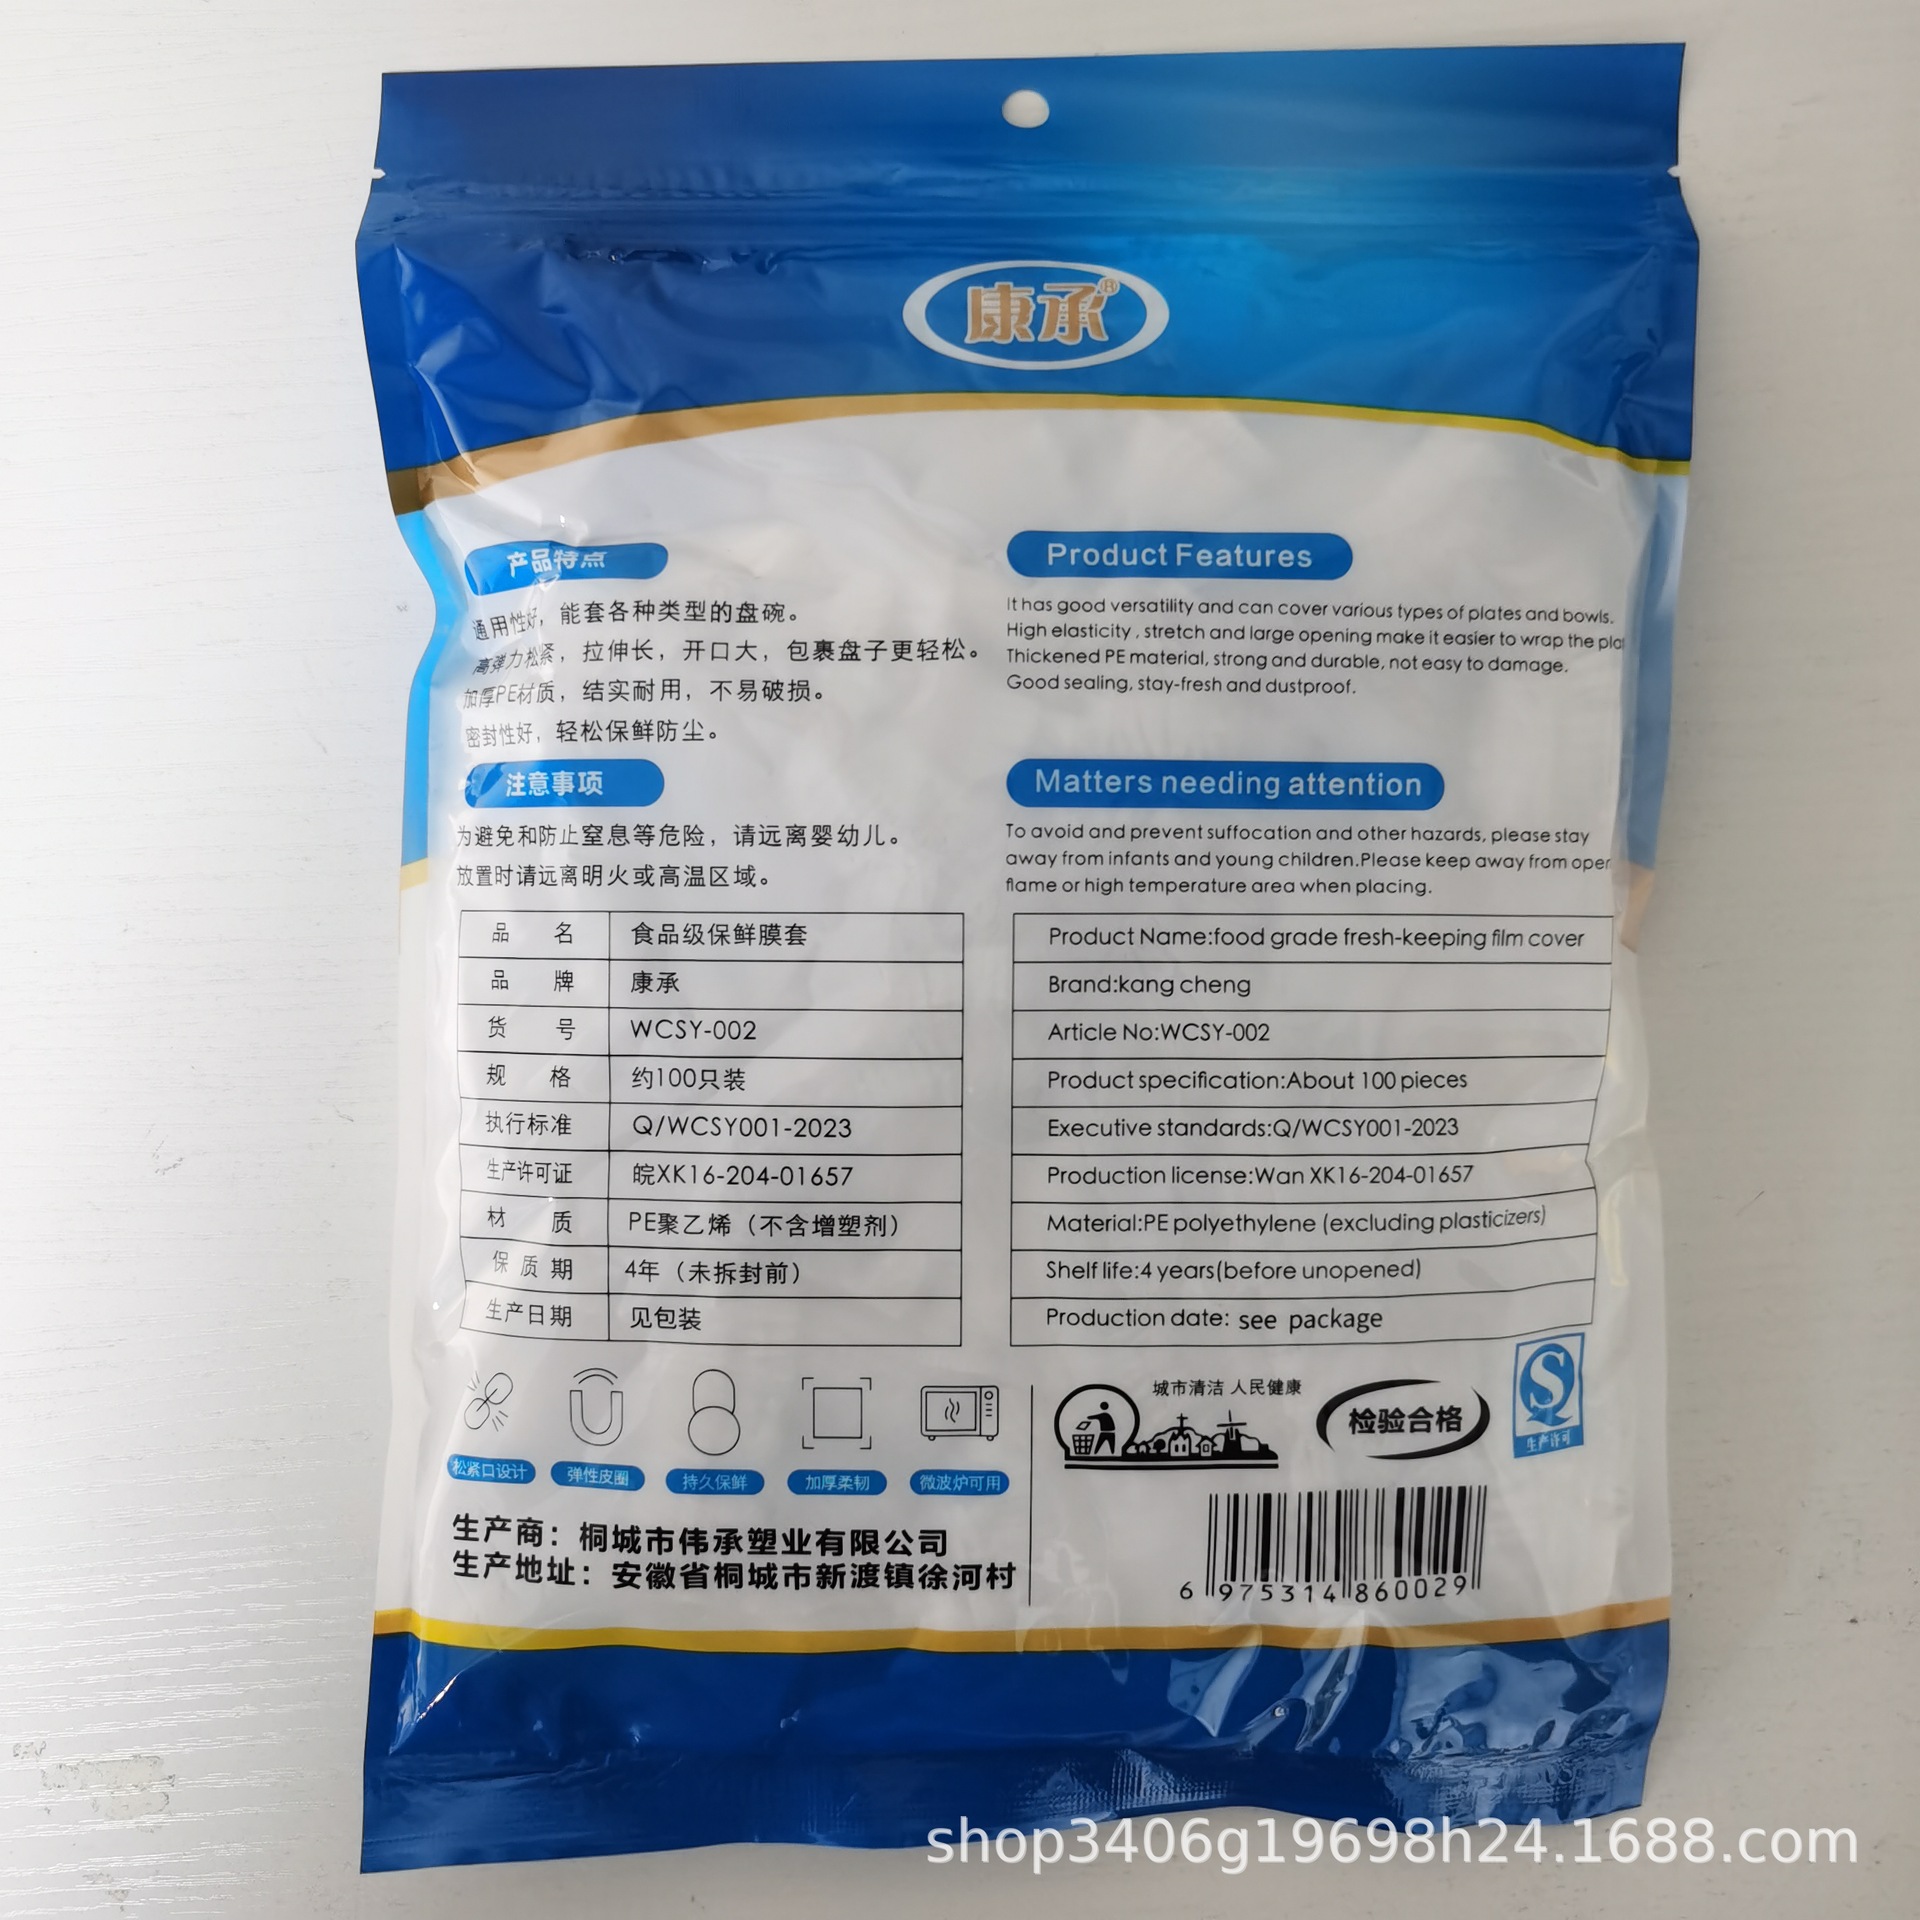 康承®
产品特点
通用性好，能套各种类型的盘碗。
高弹力松紧，拉伸长，开口大，包裹盘子更轻松。
加厚PE材质，结实耐用，不易破损。
密封性好，轻松保鲜防尘。
注意事项
为避免和防止窒息等危险，请远离婴幼儿。
放置时请远离明火或高温区域。
品 名 食品级保鲜膜套
品 牌 康承
货 号 WCSY-002
规 格 约100只装
执行标准 Q/WCSY001-2023
生产许可证 皖XK16-204-01657
材 质 PE聚乙烯（不含增塑剂）
保 质 期 4年（未拆封前）
生产日期 见包装
Product Features
It has good versatility and can cover various types of plates and bowls.
High elasticity , stretch and large opening make it easier to wrap the
Thickened PE material, strong and durable, not easy to damage.
Good sealing, stay-fresh and dustproof.
Matters needing attention
To avoid and prevent suffocation and other hazards, please stay
away from infants and young children.Please keep away from open
flame or high temperature area when placing.
Product Name:food grade fresh-keeping film cover
Brand:kang cheng
Article No:WCSY-002
Product specification:About 100 pieces
Executive standards:Q/WCSY001-2023
Production license:Wan XK16-204-01657
Material:PE polyethylene (excluding plasticizers)
Shelf life:4 years(before unopened)
Production date: see package
松紧口设计
弹性皮圈
持久保鲜
加厚柔韧
微波炉可用
生产商：桐城市伟承塑业有限公司
生产地址：安徽省桐城市新渡镇徐河村
城市清洁 人民健康
检验合格
生产许可
6 975314 860029
shop3406g19698h24.1688.com